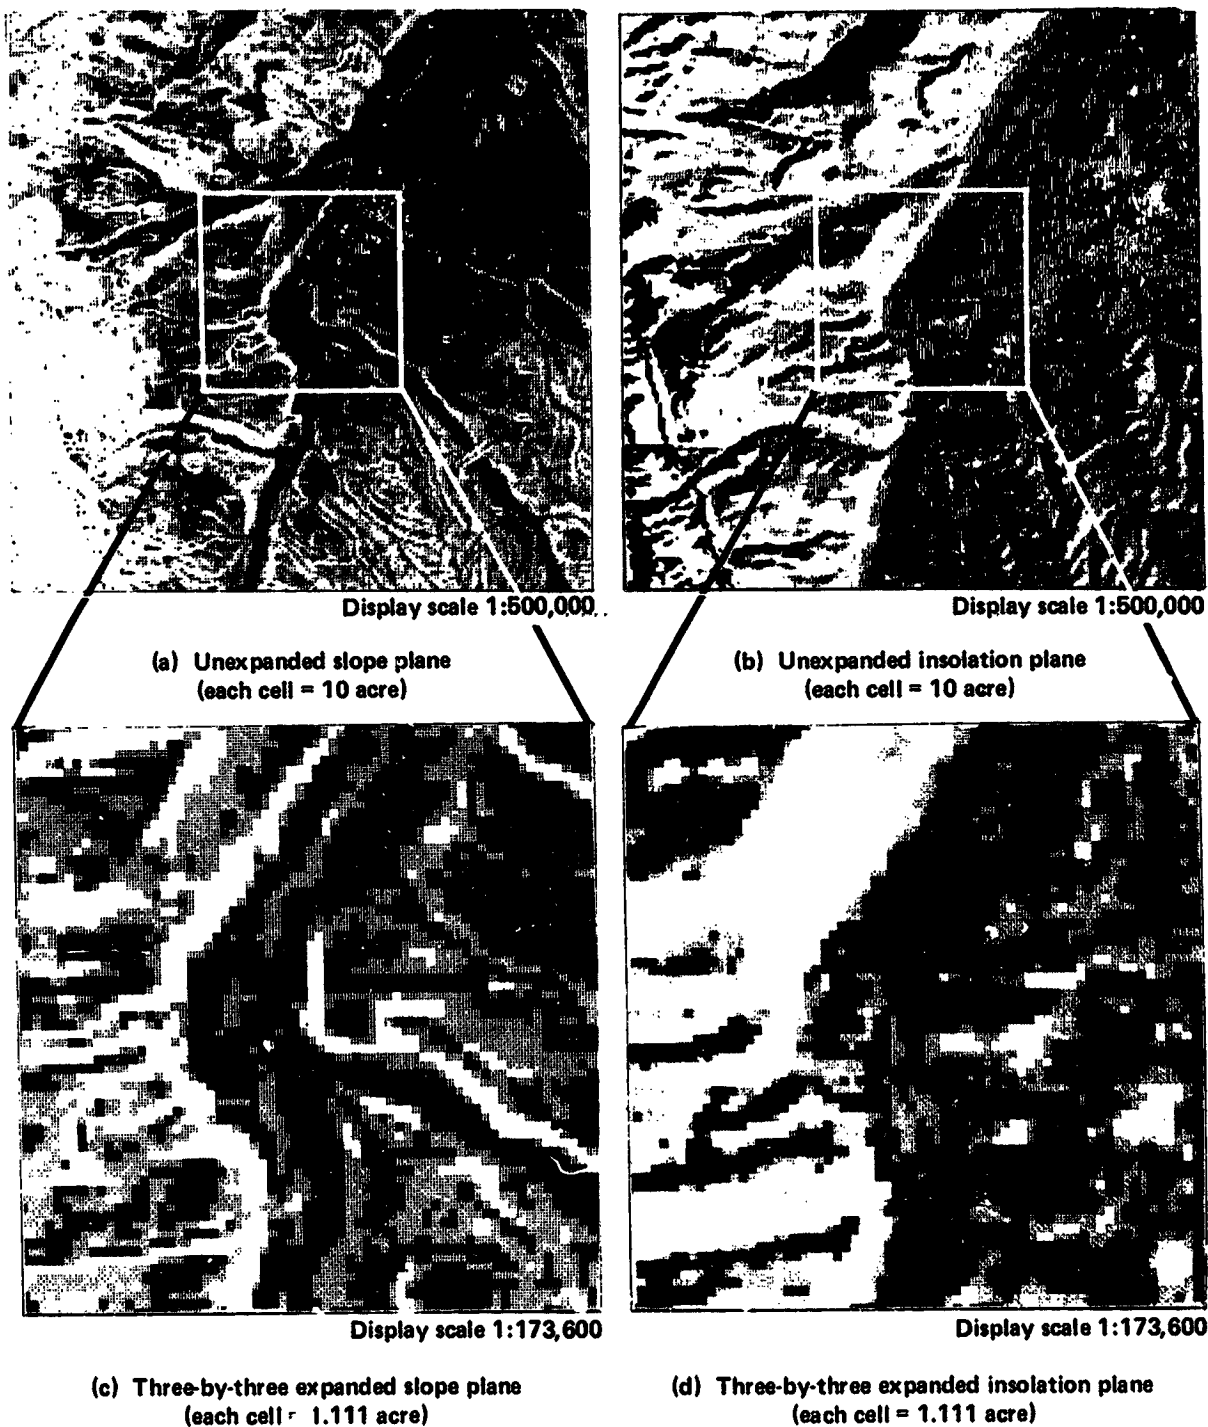 Display scale 1:500,000
Display scale 1:500,000
(a) Unexpanded slope plane
(each cell = 10 acre)
(b) Unexpanded insolation plane
(each cell = 10 acre)
Display scale 1:173,600
Display scale 1:173,600
(c) Three-by-three expanded slope plane
(each cell = 1.111 acre)
(d) Three-by-three expanded insolation plane
(each cell = 1.111 acre)